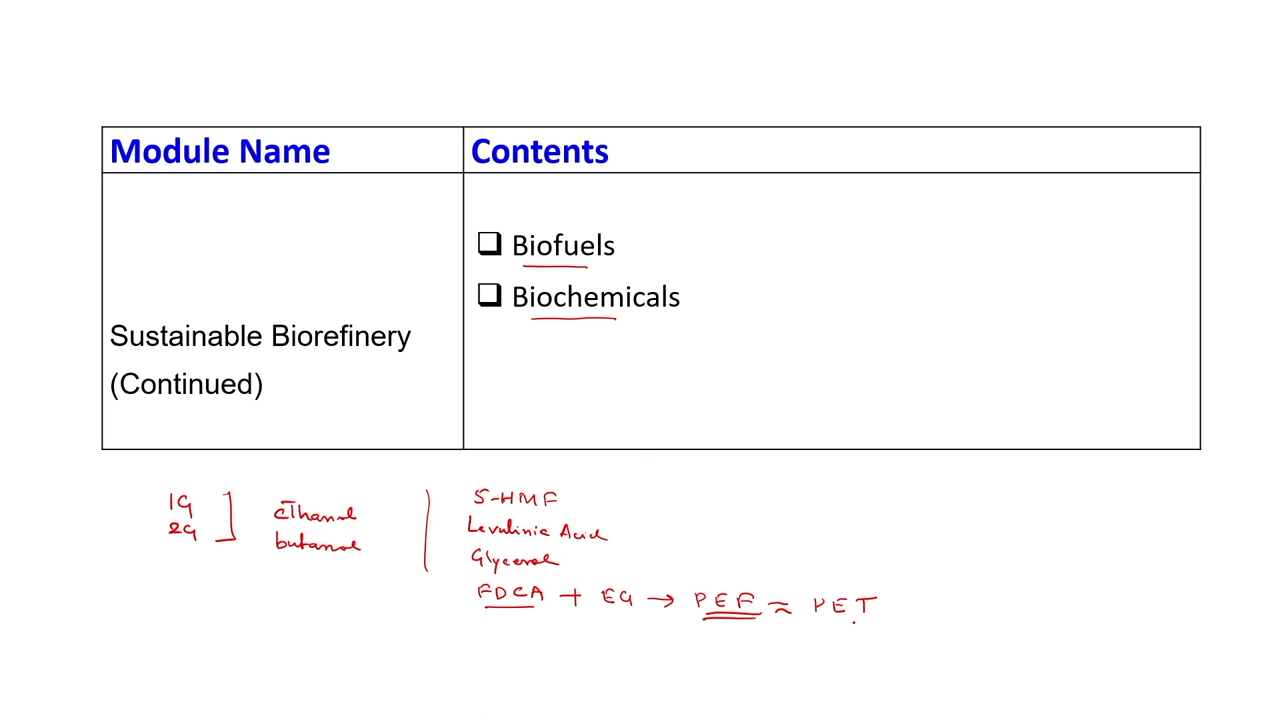 Module Name
Contents
❑ Biofuels
❑ Biochemicals
Sustainable Biorefinery
(Continued)
1G
2G
ethanol
butanol
5-HMF
Levulinic Acid
Glycerol
FDCA + EG → PEF ≈ PET